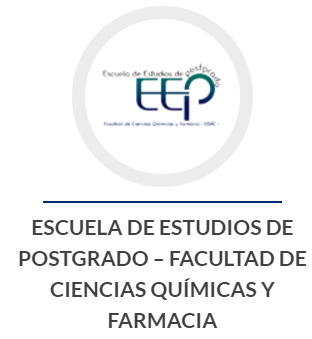 Escuela de Estudios de postgrado
EEP
Facultad de Ciencias Químicas y Farmacia - USAC -
ESCUELA DE ESTUDIOS DE
POSTGRADO – FACULTAD DE
CIENCIAS QUÍMICAS Y
FARMACIA